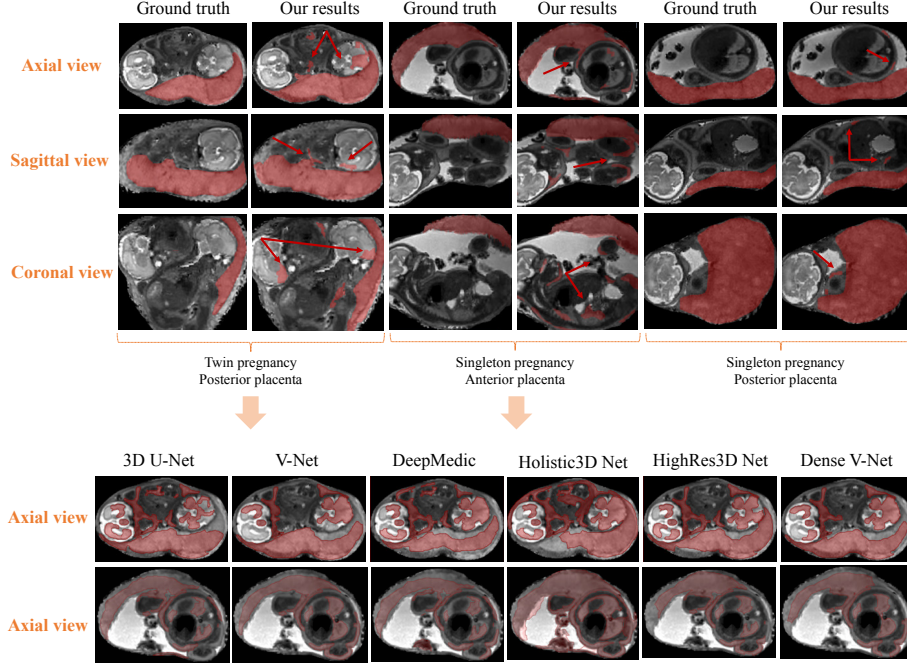 Ground truth Our results Ground truth Our results Ground truth Our results
Axial view
Sagittal view
Coronal view
Twin pregnancy Singleton pregnancy Singleton pregnancy
Posterior placenta Anterior placenta Posterior placenta
3D U-Net V-Net DeepMedic Holistic3D Net HighRes3D Net Dense V-Net
Axial view
Axial view